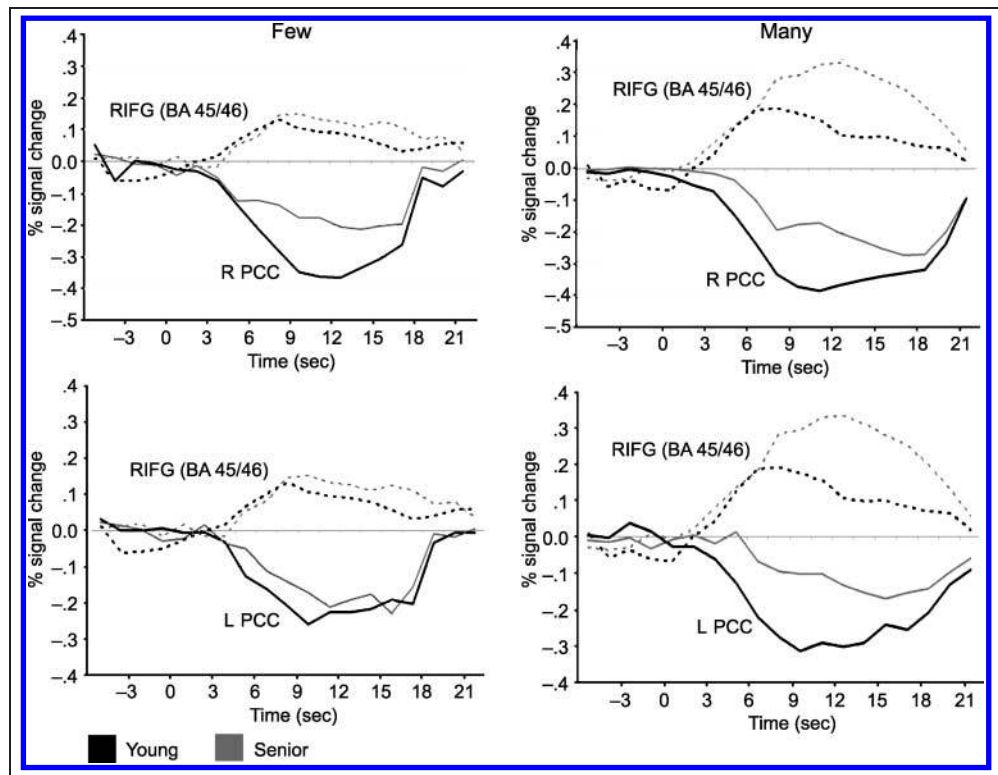 Few
% signal change
.4
.3
.2
.1
0.0
–.1
–.2
–.3
–.4
–.5
RIFG (BA 45/46)
R PCC
–3 0 3 6 9 12 15 18 21
Time (sec)
Many
% signal change
.4
.3
.2
.1
0.0
–.1
–.2
–.3
–.4
–.5
RIFG (BA 45/46)
R PCC
–3 0 3 6 9 12 15 18 21
Time (sec)
% signal change
.4
.3
.2
.1
0.0
–.1
–.2
–.3
–.4
RIFG (BA 45/46)
L PCC
–3 0 3 6 9 12 15 18 21
Time (sec)
% signal change
.4
.3
.2
.1
0.0
–.1
–.2
–.3
–.4
RIFG (BA 45/46)
L PCC
–3 0 3 6 9 12 15 18 21
Time (sec)
Young Senior